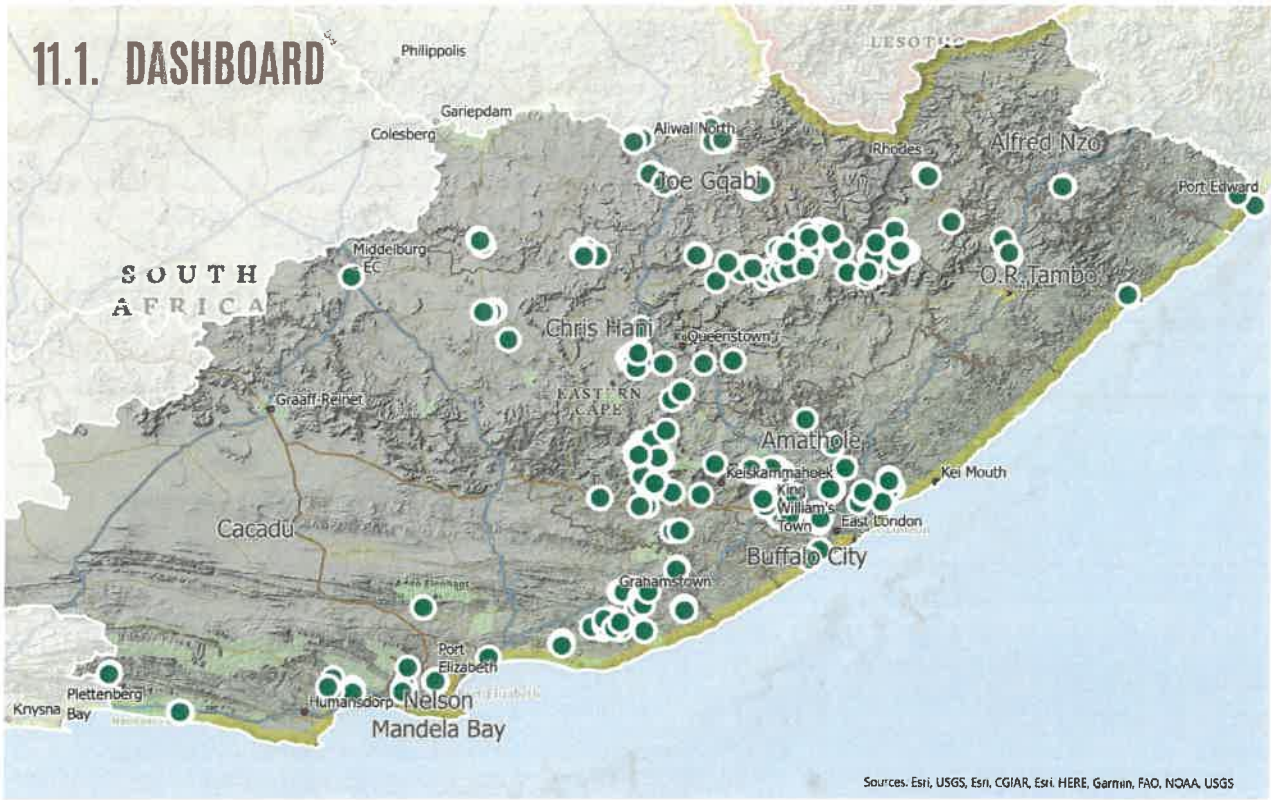 11.1. DASHBOARD
Philippolis
LESOTHO
Gariepdam
Colesberg
Aliwal North
Rhodes
Alfred Nzo
Joe Gqabi
Port Edward
Middelburg
EC
SOUTH
AFRICA
O.R.Tambo
Chris Hani
Queenstown
EASTERN
CAPE
Graaff-Reinet
Amathole
Keiskammahoek
Kei Mouth
King
William's
Town
East London
Cacadu
Buffalo City
Grahamstown
Port
Elizabeth
Plettenberg
Bay
Knysna
Humansdorp
Nelson
Mandela Bay
Sources: Esri, USGS, Esri, CGIAR, Esri, HERE, Garmin, FAO, NOAA, USGS